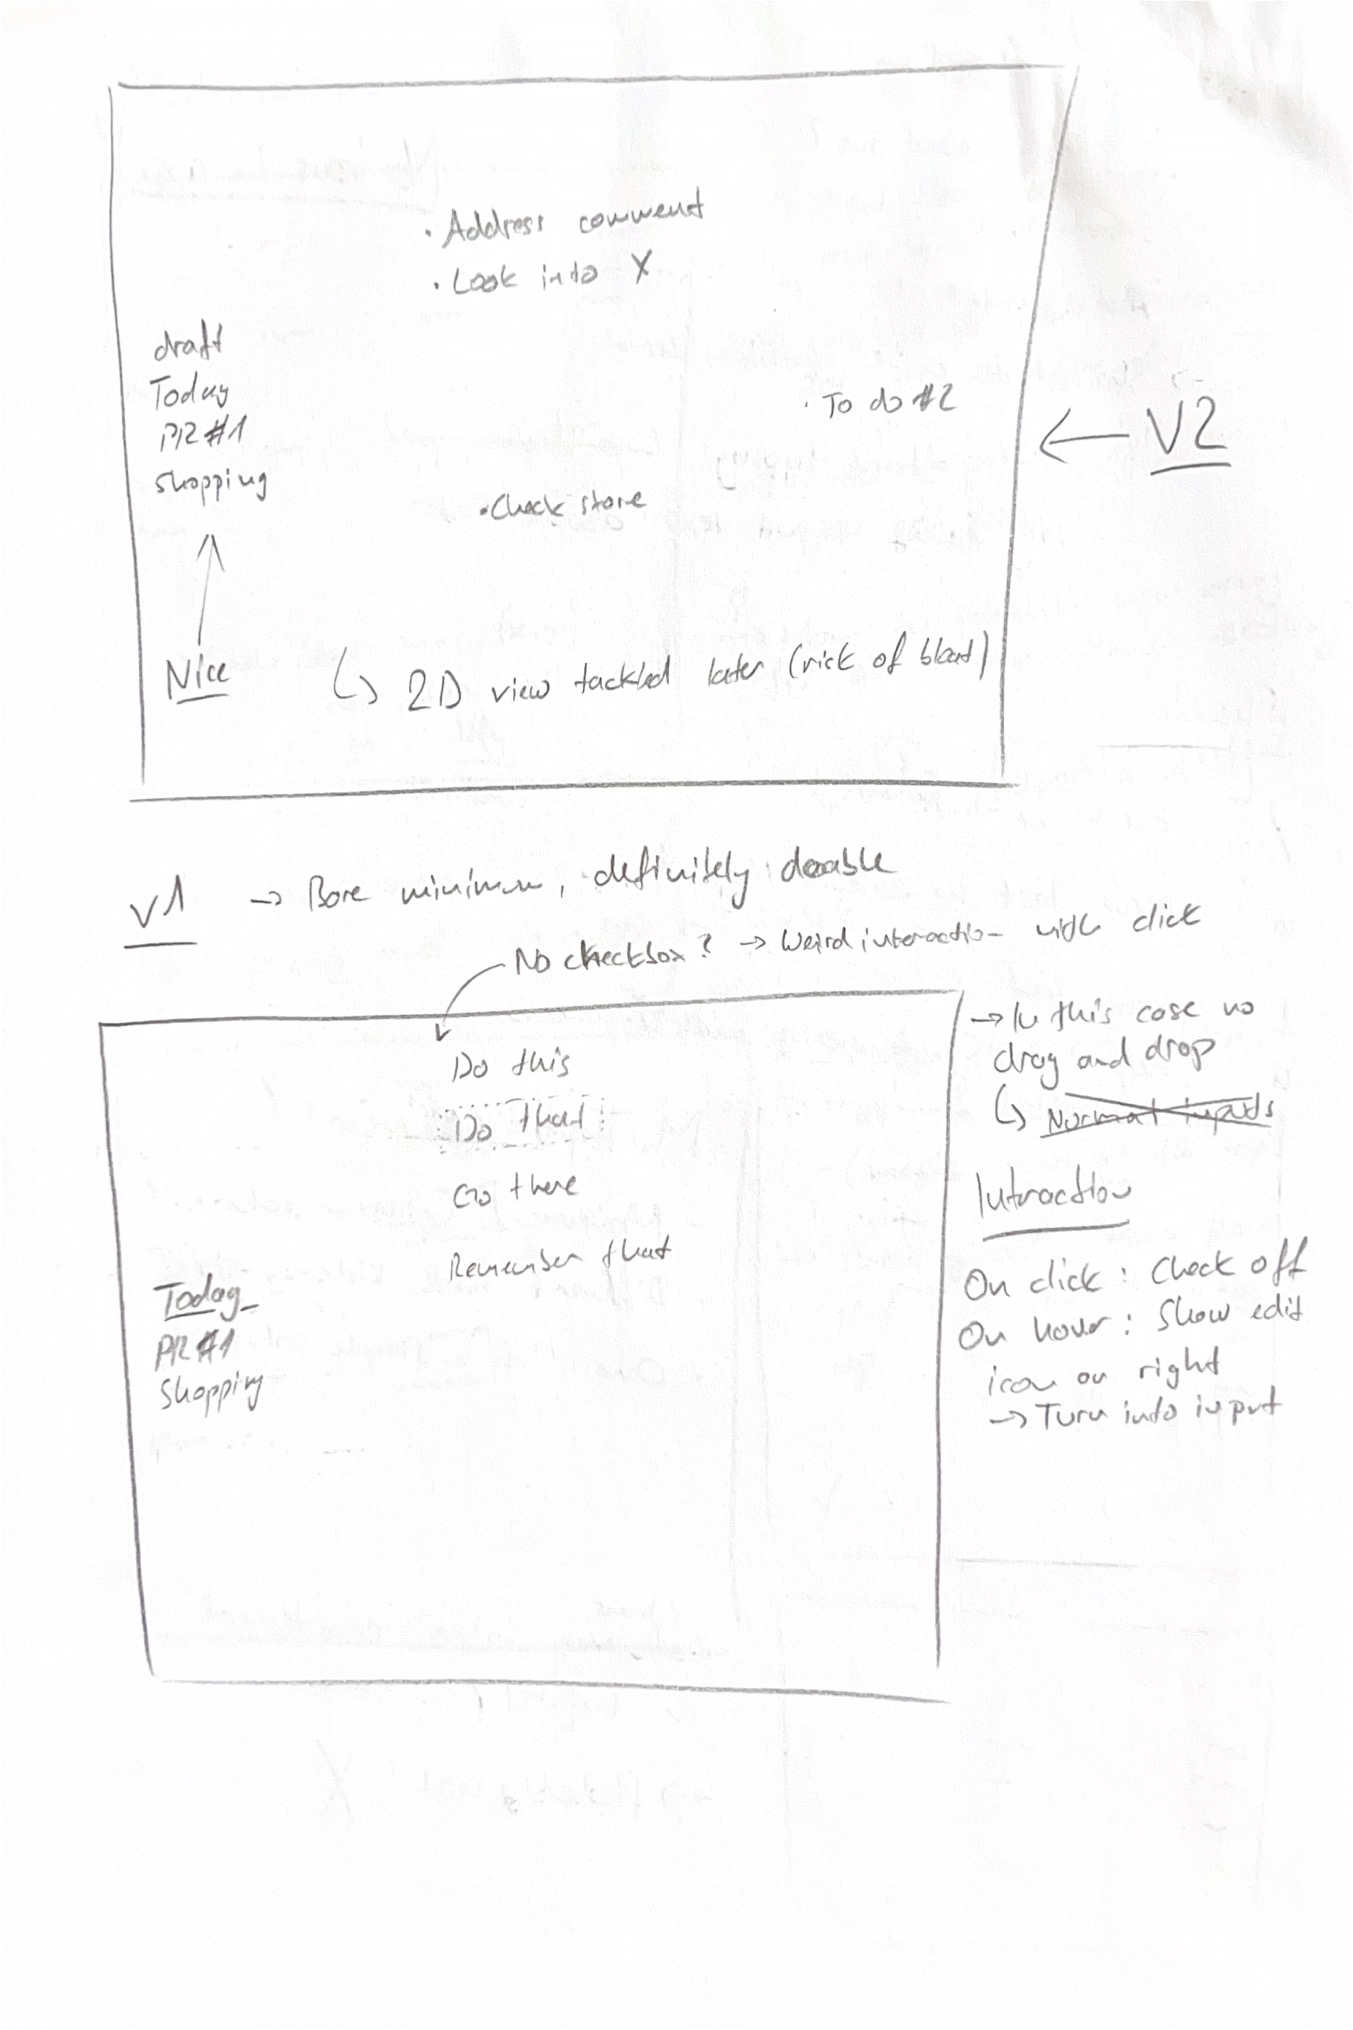 · Address comment
· Look into X
draft
Today
PR #1
shopping
· To do #2
← V2
· Check store
Nice
↳ 2D view tackled later (risk of bloat)
V1 → Bare minimum, definitely doable
No checkbox? → Weird interaction with click
Do this
Do that
Go there
Remember that
Today
PR #1
Shopping
→ In this case no
drag and drop
↳ Normal inputs
Interaction
On click: Check off
On hover: Show edit
icon on right
→ Turn into input